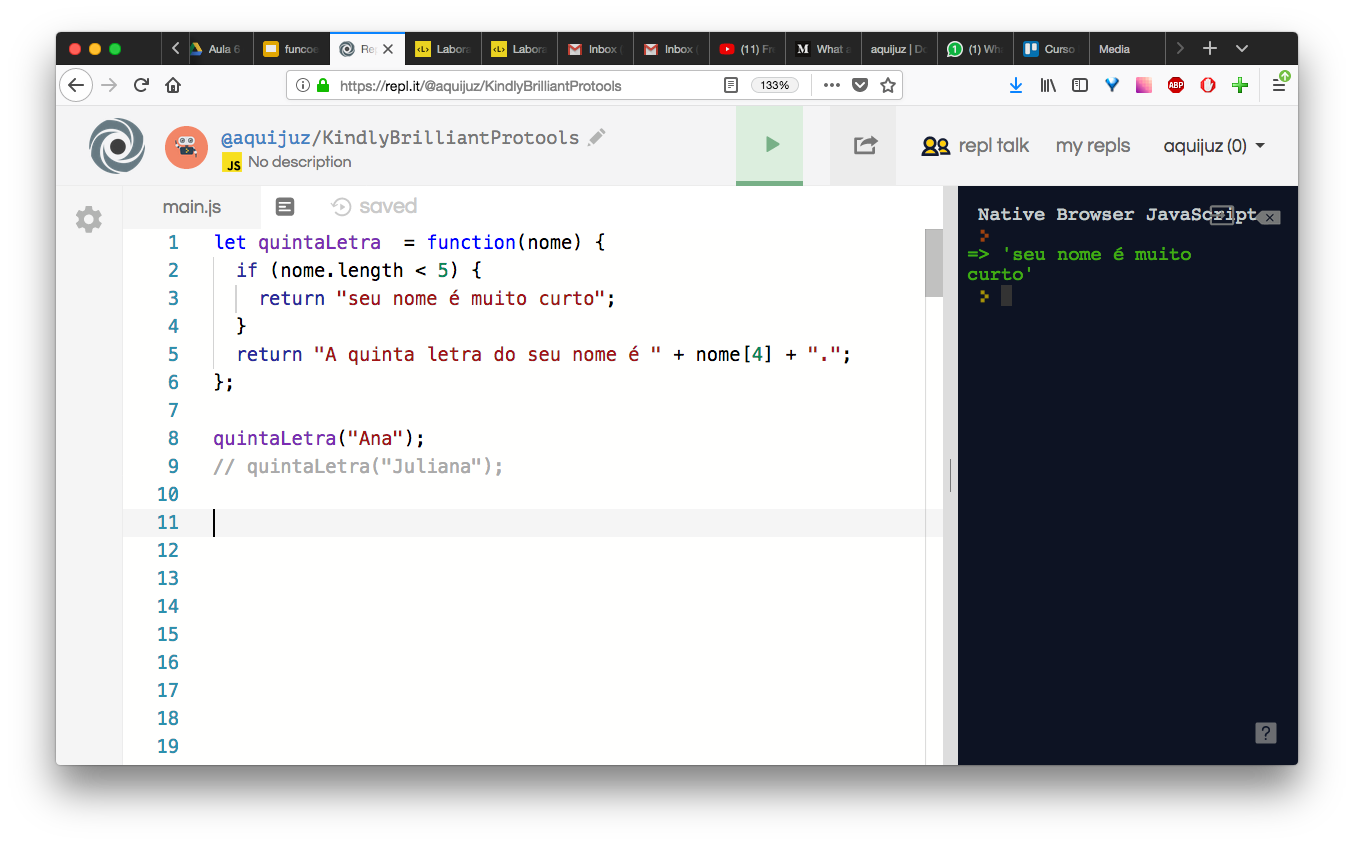 Aula 6
funcoe
Re
Labora
Labora
Inbox (
Inbox (
(11) Fr
What a
aquijuz | Do
(1) Wh
Curso
Media
https://repl.it/@aquijuz/KindlyBrilliantProtools
133%
ABP
@aquijuz/KindlyBrilliantProtools
JS No description
repl talk
my repls
aquijuz (0)
main.js
saved
1 let quintaLetra  = function(nome) {
2   if (nome.length < 5) {
3     return "seu nome é muito curto";
4   }
5   return "A quinta letra do seu nome é " + nome[4] + ".";
6 };
7
8 quintaLetra("Ana");
9 // quintaLetra("Juliana");
10
11
12
13
14
15
16
17
18
19
Native Browser JavaScript
=> 'seu nome é muito
curto'
?